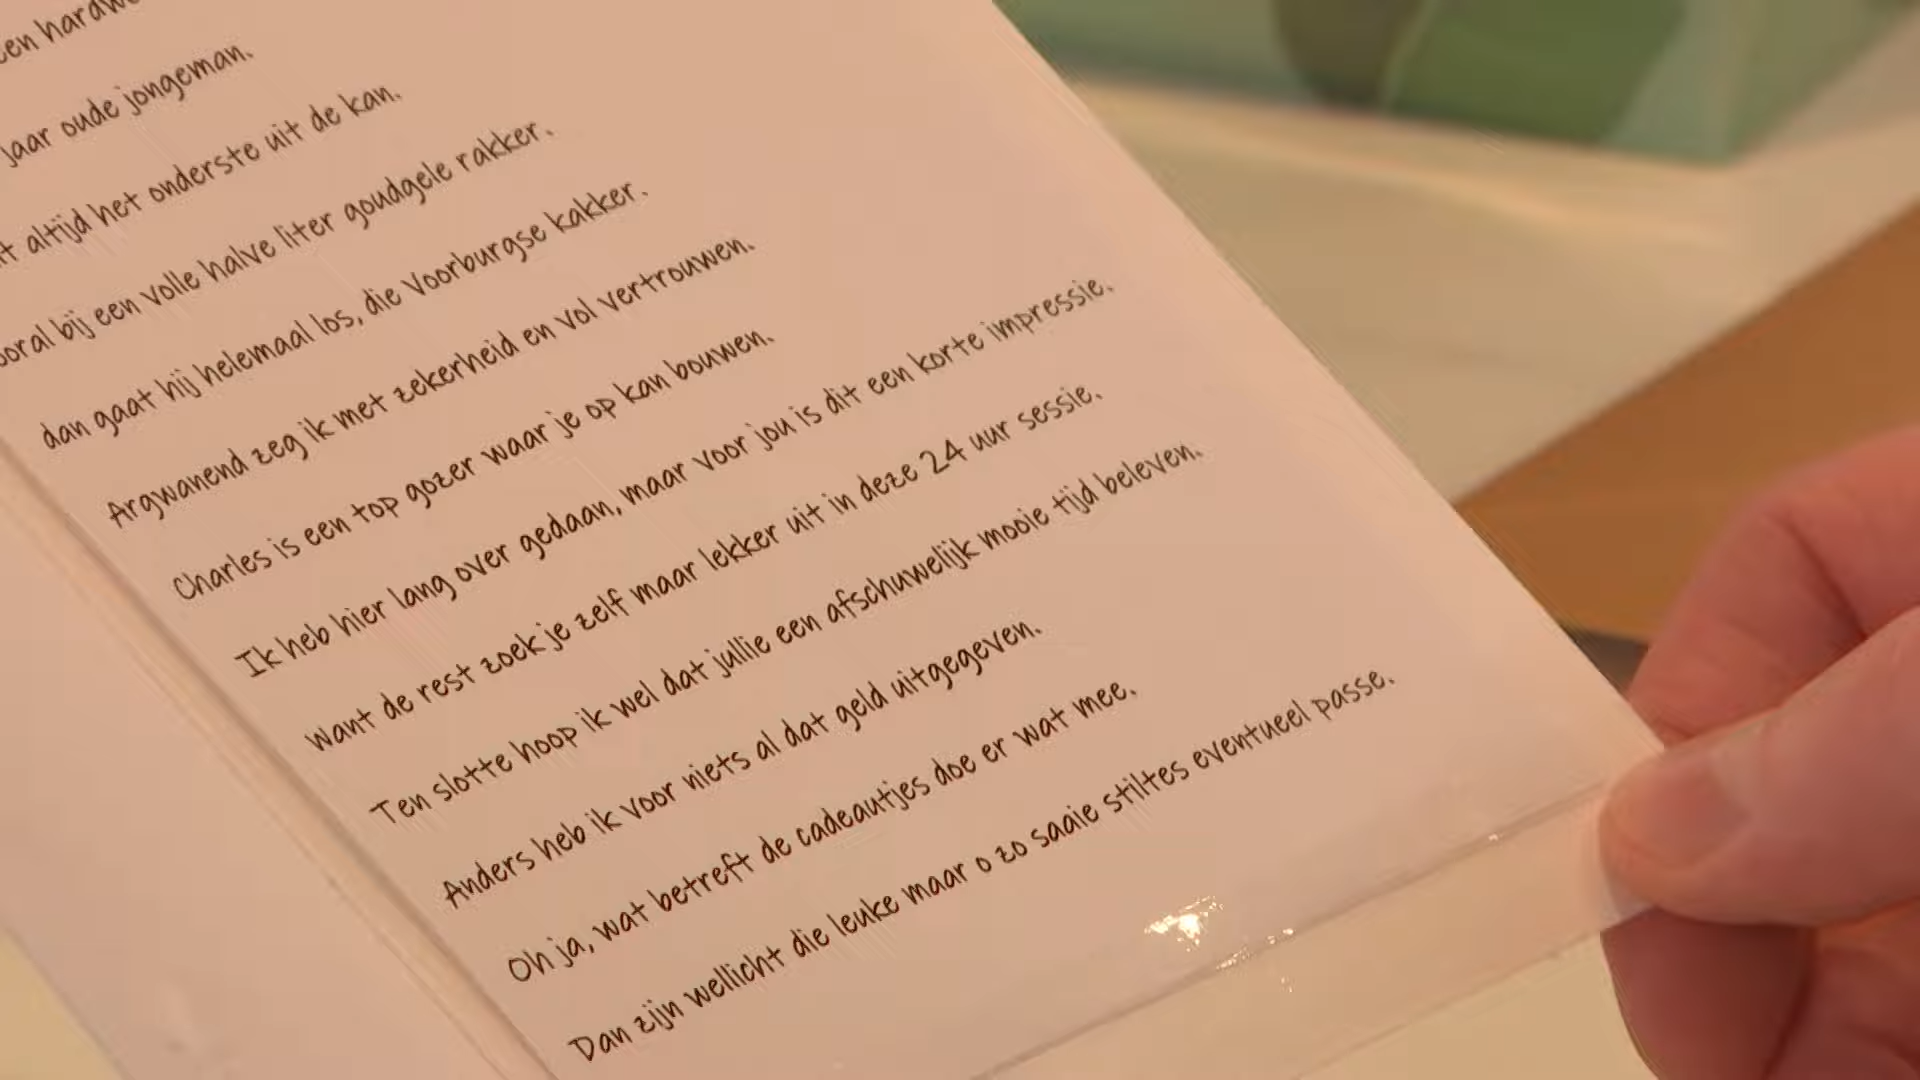 een
jaar oude jongeman.
altijd het onderste uit de kan.
bij een volle halve liter goudgele rakker.
dan gaat hij helemaal los, die Voorburgse kakker.
Argwanend zeg ik met zekerheid en vol vertrouwen.
Charles is een top gozer waar je op kan bouwen.
Ik heb hier lang over gedaan, maar voor jou is dit een korte impressie.
Want de rest zoek je zelf maar lekker uit in deze 24 uur sessie.
Ten slotte hoop ik wel dat jullie een afschuwelijk mooie tijd beleven.
Anders heb ik voor niets al dat geld uitgegeven.
Oh ja, wat betreft de cadeautjes doe er wat mee.
Dan zijn wellicht die leuke maar o zo saaie stiltes eventueel passe.